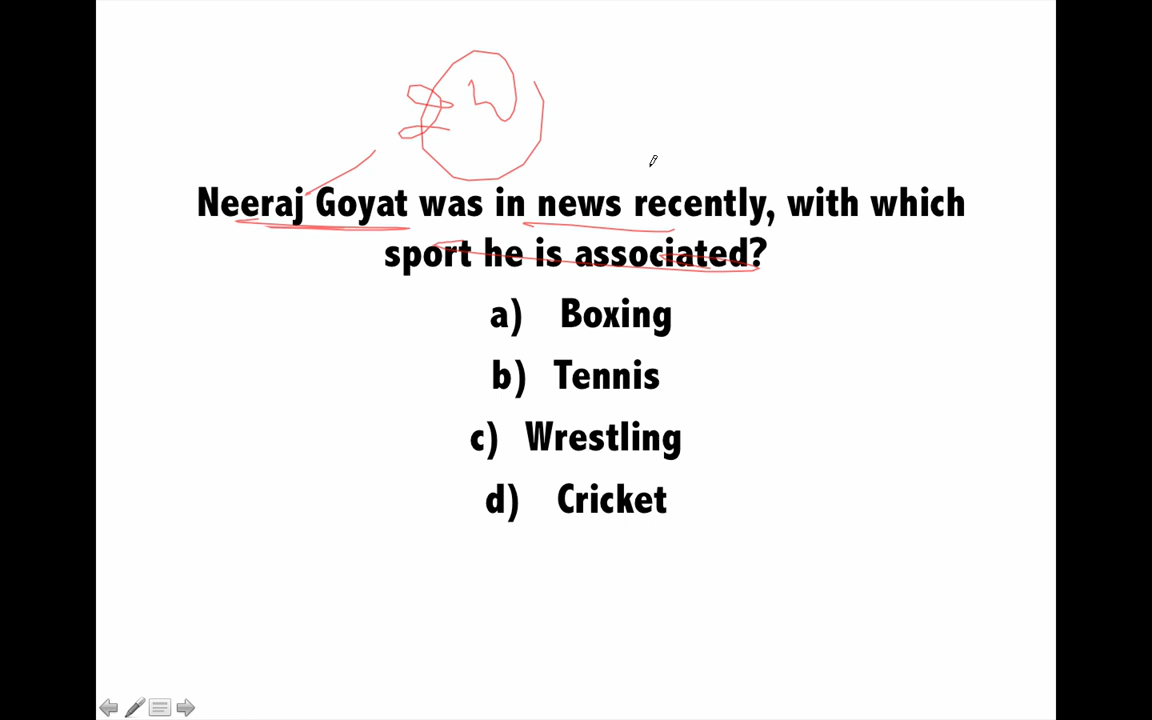 Neeraj Goyat was in news recently, with which
sport he is associated?
a) Boxing
b) Tennis
c) Wrestling
d) Cricket